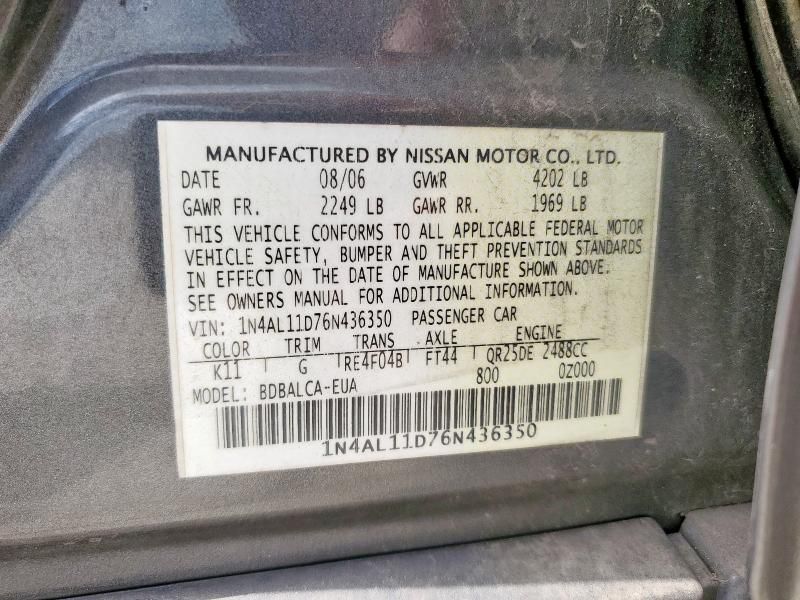 MANUFACTURED BY NISSAN MOTOR CO., LTD.
DATE 08/06 GVWR 4202 LB
GAWR FR. 2249 LB GAWR RR. 1969 LB
THIS VEHICLE CONFORMS TO ALL APPLICABLE FEDERAL MOTOR
VEHICLE SAFETY, BUMPER AND THEFT PREVENTION STANDARDS
IN EFFECT ON THE DATE OF MANUFACTURE SHOWN ABOVE.
SEE OWNERS MANUAL FOR ADDITIONAL INFORMATION.
VIN: 1N4AL11D76N436350 PASSENGER CAR
COLOR TRIM TRANS AXLE ENGINE
K11 G RE4F04B FT44 QR25DE 2488CC
MODEL: BDBALCA-EUA 800 0Z000
1N4AL11D76N436350